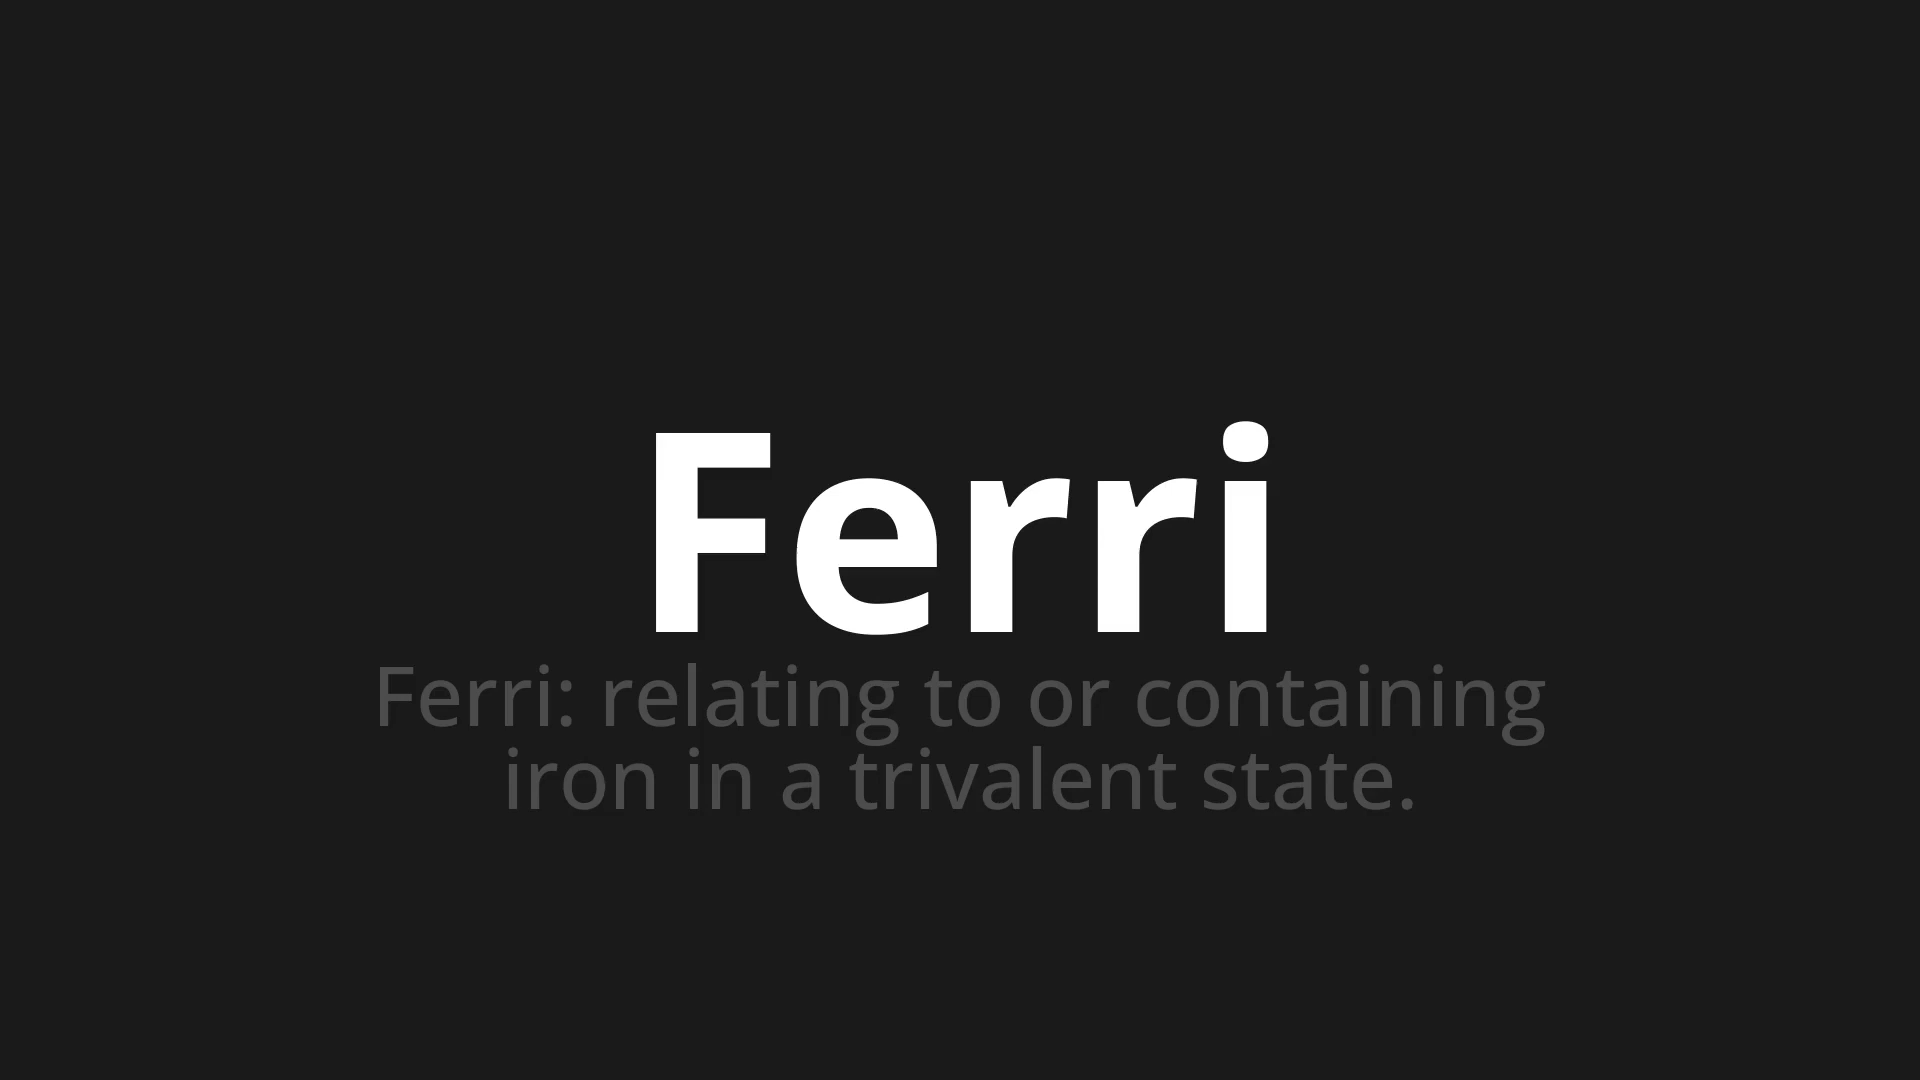 Ferri
Ferri: relating to or containing
iron in a trivalent state.